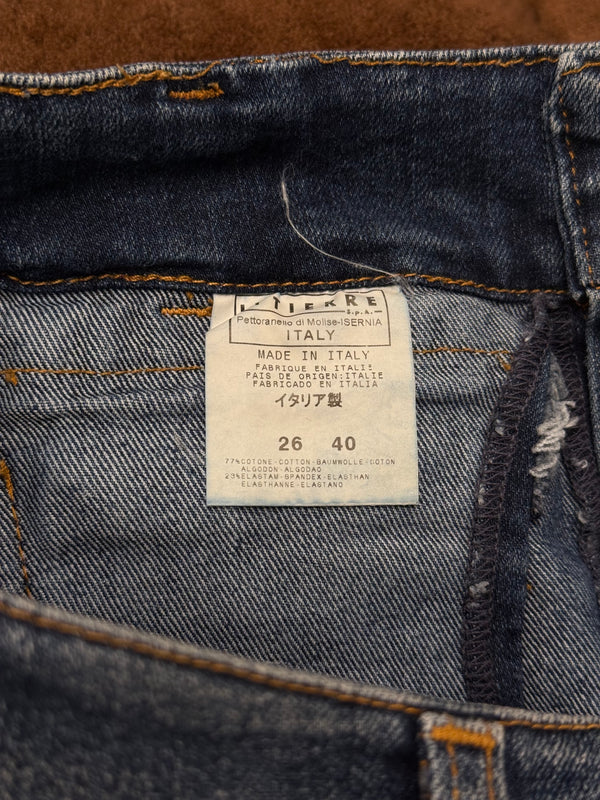 S.p.A.
Pettoranello di Molise-ISERNIA
ITALY
MADE IN ITALY
FABRIQUE EN ITALIE
PAIS DE ORIGEN:ITALIE
FABRICADO EN ITALIA
イタリア製
26 40
77%COTONE-COTTON-BAUMWOLLE-COTON
ALGODON-ALGODAO
23%ELASTAM-SPANDEX-ELASTHAN
ELASTHANNE-ELASTANO